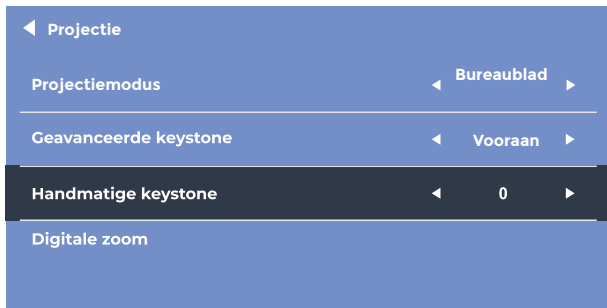 Projectie
Projectiemodus Bureaublad
Geavanceerde keystone Vooraan
Handmatige keystone 0
Digitale zoom